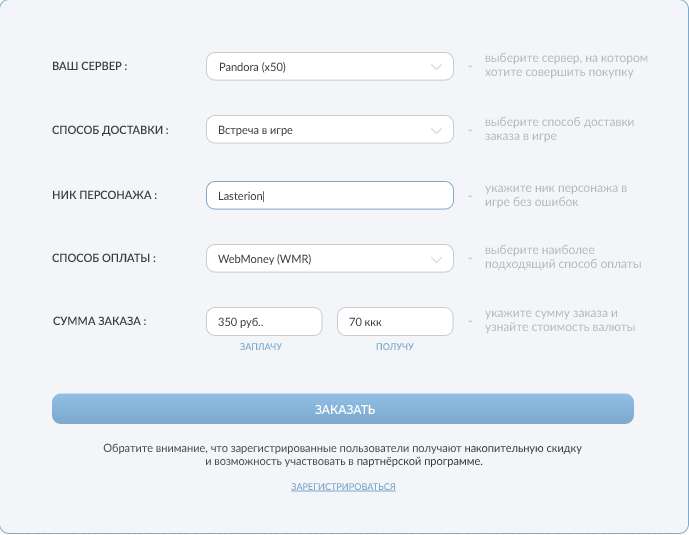 ВАШ СЕРВЕР :
Pandora (x50)
- выберите сервер, на котором
хотите совершить покупку
СПОСОБ ДОСТАВКИ :
Встреча в игре
- выберите способ доставки
заказа в игре
НИК ПЕРСОНАЖА :
Lasterion
- укажите ник персонажа в
игре без ошибок
СПОСОБ ОПЛАТЫ :
WebMoney (WMR)
- выберите наиболее
подходящий способ оплаты
СУММА ЗАКАЗА :
350 руб..
70 ккк
- укажите сумму заказа и
узнайте стоимость валюты
ЗАПЛАЧУ
ПОЛУЧУ
ЗАКАЗАТЬ
Обратите внимание, что зарегистрированные пользователи получают накопительную скидку
и возможность участвовать в партнёрской программе.
ЗАРЕГИСТРИРОВАТЬСЯ